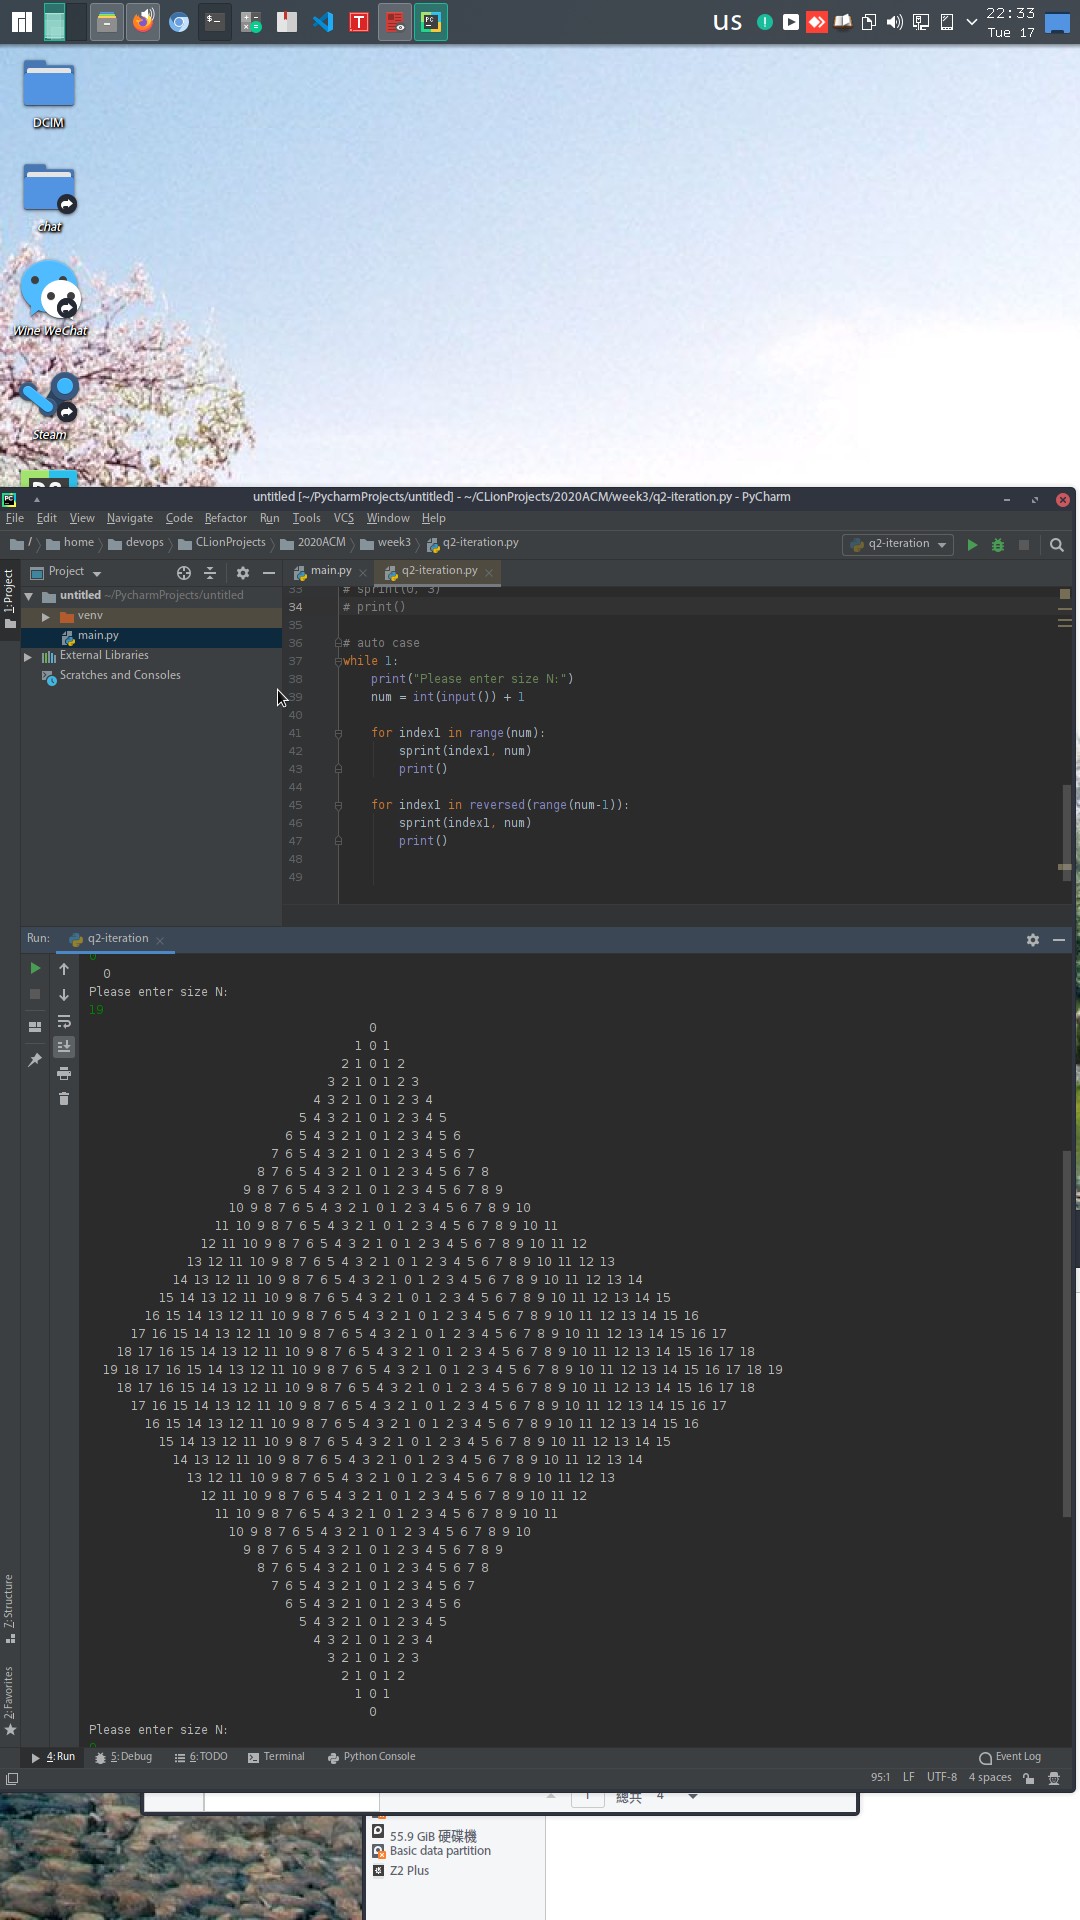 us
22:33
Tue 17
DCIM
chat
Wine WeChat
Steam
untitled [~/PycharmProjects/untitled] - ~/CLionProjects/2020ACM/week3/q2-iteration.py - PyCharm
File Edit View Navigate Code Refactor Run Tools VCS Window Help
/ home devops CLionProjects 2020ACM week3 q2-iteration.py q2-iteration
1: Project
Project main.py q2-iteration.py
untitled ~/PycharmProjects/untitled
venv
main.py
External Libraries
Scratches and Consoles
33 # sprint(0, 3)
34 # print()
35
36 # auto case
37 while 1:
38 print("Please enter size N:")
39 num = int(input()) + 1
40
41 for index1 in range(num):
42 sprint(index1, num)
43 print()
44
45 for index1 in reversed(range(num-1)):
46 sprint(index1, num)
47 print()
48
49
Run: q2-iteration
0
0
Please enter size N:
19
0
1 0 1
2 1 0 1 2
3 2 1 0 1 2 3
4 3 2 1 0 1 2 3 4
5 4 3 2 1 0 1 2 3 4 5
6 5 4 3 2 1 0 1 2 3 4 5 6
7 6 5 4 3 2 1 0 1 2 3 4 5 6 7
8 7 6 5 4 3 2 1 0 1 2 3 4 5 6 7 8
9 8 7 6 5 4 3 2 1 0 1 2 3 4 5 6 7 8 9
10 9 8 7 6 5 4 3 2 1 0 1 2 3 4 5 6 7 8 9 10
11 10 9 8 7 6 5 4 3 2 1 0 1 2 3 4 5 6 7 8 9 10 11
12 11 10 9 8 7 6 5 4 3 2 1 0 1 2 3 4 5 6 7 8 9 10 11 12
13 12 11 10 9 8 7 6 5 4 3 2 1 0 1 2 3 4 5 6 7 8 9 10 11 12 13
14 13 12 11 10 9 8 7 6 5 4 3 2 1 0 1 2 3 4 5 6 7 8 9 10 11 12 13 14
15 14 13 12 11 10 9 8 7 6 5 4 3 2 1 0 1 2 3 4 5 6 7 8 9 10 11 12 13 14 15
16 15 14 13 12 11 10 9 8 7 6 5 4 3 2 1 0 1 2 3 4 5 6 7 8 9 10 11 12 13 14 15 16
17 16 15 14 13 12 11 10 9 8 7 6 5 4 3 2 1 0 1 2 3 4 5 6 7 8 9 10 11 12 13 14 15 16 17
18 17 16 15 14 13 12 11 10 9 8 7 6 5 4 3 2 1 0 1 2 3 4 5 6 7 8 9 10 11 12 13 14 15 16 17 18
19 18 17 16 15 14 13 12 11 10 9 8 7 6 5 4 3 2 1 0 1 2 3 4 5 6 7 8 9 10 11 12 13 14 15 16 17 18 19
18 17 16 15 14 13 12 11 10 9 8 7 6 5 4 3 2 1 0 1 2 3 4 5 6 7 8 9 10 11 12 13 14 15 16 17 18
17 16 15 14 13 12 11 10 9 8 7 6 5 4 3 2 1 0 1 2 3 4 5 6 7 8 9 10 11 12 13 14 15 16 17
16 15 14 13 12 11 10 9 8 7 6 5 4 3 2 1 0 1 2 3 4 5 6 7 8 9 10 11 12 13 14 15 16
15 14 13 12 11 10 9 8 7 6 5 4 3 2 1 0 1 2 3 4 5 6 7 8 9 10 11 12 13 14 15
14 13 12 11 10 9 8 7 6 5 4 3 2 1 0 1 2 3 4 5 6 7 8 9 10 11 12 13 14
13 12 11 10 9 8 7 6 5 4 3 2 1 0 1 2 3 4 5 6 7 8 9 10 11 12 13
12 11 10 9 8 7 6 5 4 3 2 1 0 1 2 3 4 5 6 7 8 9 10 11 12
11 10 9 8 7 6 5 4 3 2 1 0 1 2 3 4 5 6 7 8 9 10 11
10 9 8 7 6 5 4 3 2 1 0 1 2 3 4 5 6 7 8 9 10
9 8 7 6 5 4 3 2 1 0 1 2 3 4 5 6 7 8 9
8 7 6 5 4 3 2 1 0 1 2 3 4 5 6 7 8
7 6 5 4 3 2 1 0 1 2 3 4 5 6 7
6 5 4 3 2 1 0 1 2 3 4 5 6
5 4 3 2 1 0 1 2 3 4 5
4 3 2 1 0 1 2 3 4
3 2 1 0 1 2 3
2 1 0 1 2
1 0 1
0
Please enter size N:
7: Structure
2: Favorites
4: Run 5: Debug 6: TODO Terminal Python Console Event Log
95:1 LF UTF-8 4 spaces
1 總共 4
55.9 GiB 硬碟機
Basic data partition
Z2 Plus